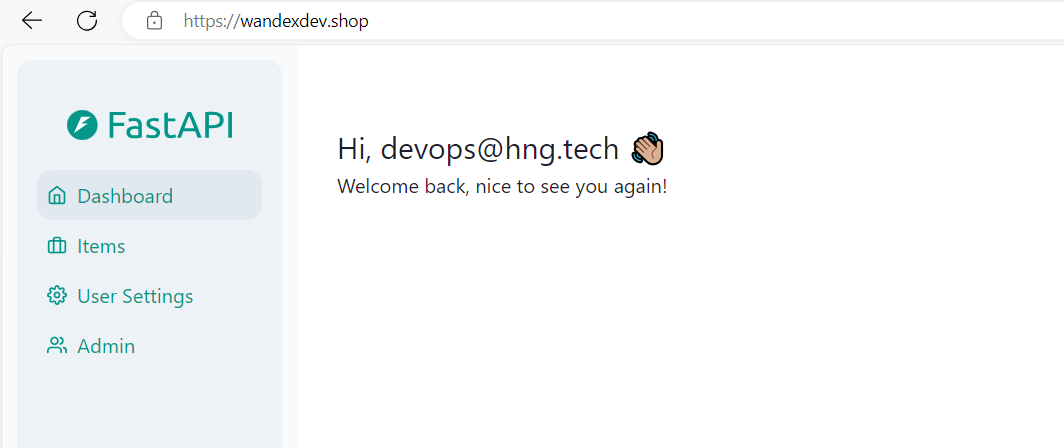 https://wandexdev.shop
FastAPI
Dashboard
Items
User Settings
Admin
Hi, devops@hng.tech 👋🏽
Welcome back, nice to see you again!